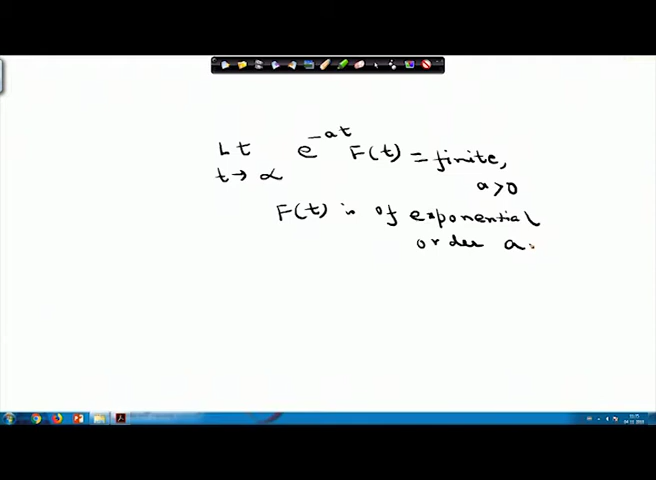 Lt e^{-at} F(t) = finite,
t → ∝ a > 0
F(t) is of exponential
order a.